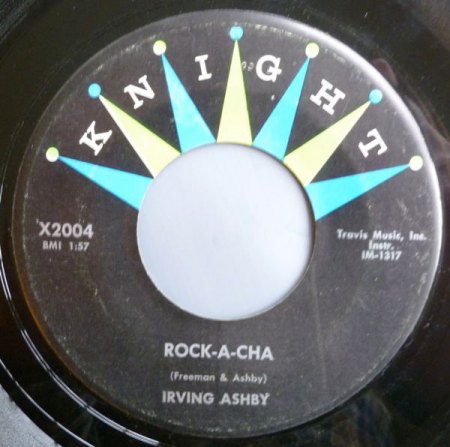 KNIGHT
X2004
BMI 1:57
Travis Music, Inc.
Instr.
IM-1317
ROCK-A-CHA
(Freeman & Ashby)
IRVING ASHBY